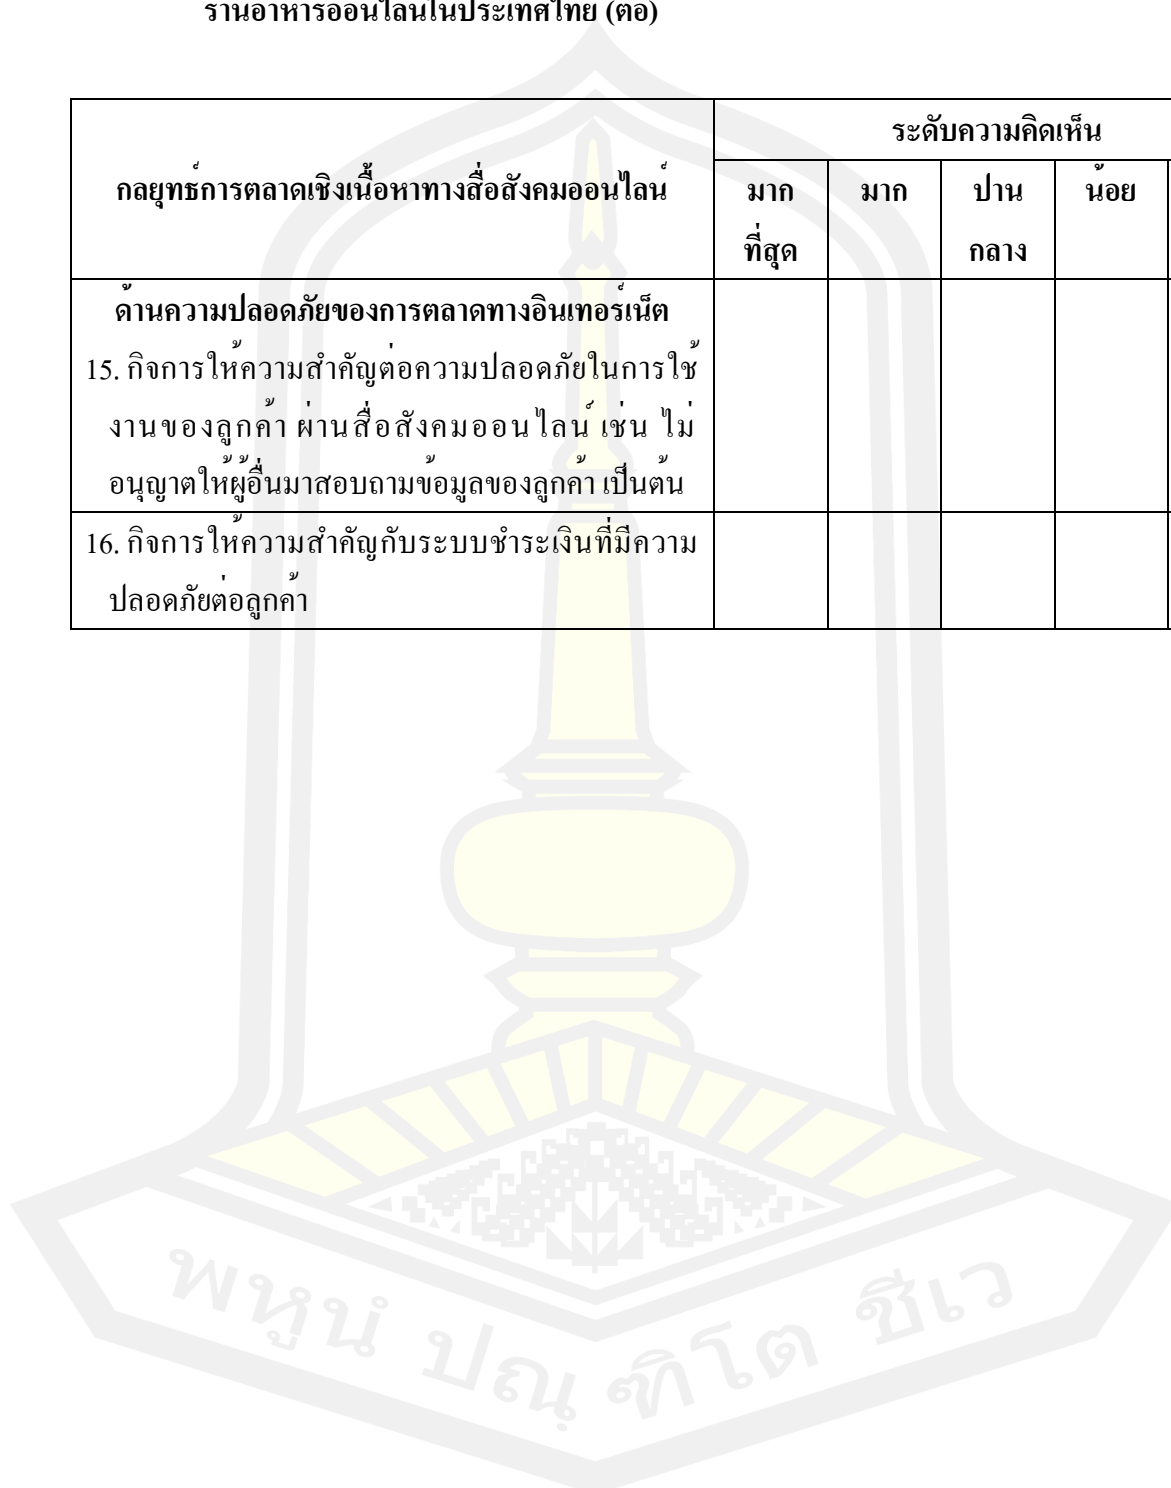 ร้านอาหารออนไลน์ในประเทศไทย (ต่อ)
กลยุทธ์การตลาดเชิงเนื้อหาทางสื่อสังคมออนไลน์
ระดับความคิดเห็น
มาก
ที่สุด
มาก
ปาน
กลาง
น้อย
ด้านความปลอดภัยของการตลาดทางอินเทอร์เน็ต
15. กิจการให้ความสำคัญต่อความปลอดภัยในการใช้
งานของลูกค้า ผ่านสื่อสังคมออนไลน์ เช่น ไม่
อนุญาตให้ผู้อื่นมาสอบถามข้อมูลของลูกค้า เป็นต้น
16. กิจการให้ความสำคัญกับระบบชำระเงินที่มีความ
ปลอดภัยต่อลูกค้า
พหูนํ ปณฺฑิโต ชีเว